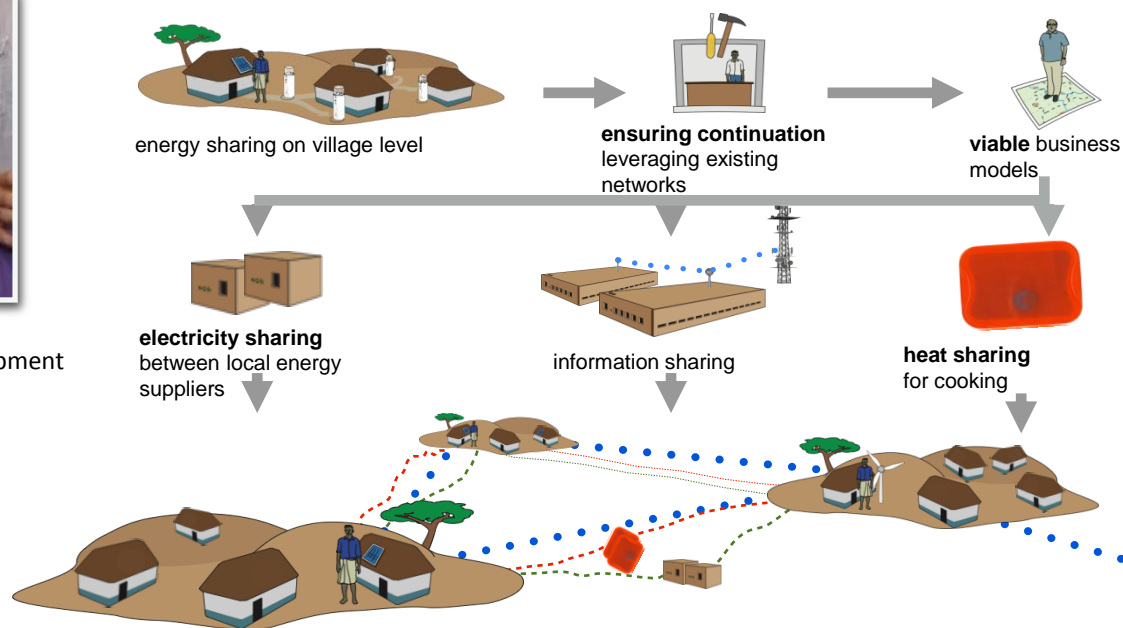 energy sharing on village level
ensuring continuation
leveraging existing
networks
viable business
models
electricity sharing
between local energy
suppliers
information sharing
heat sharing
for cooking
pment